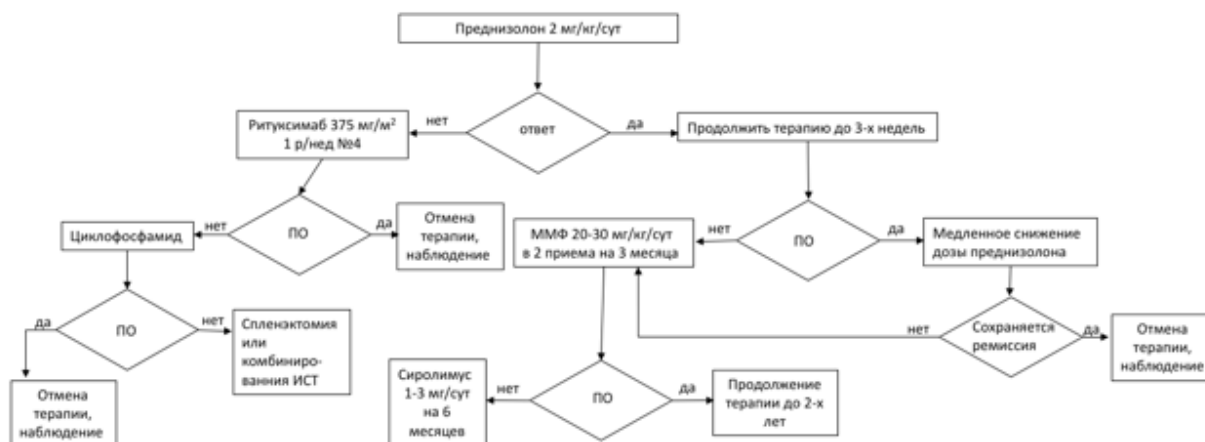 Преднизолон 2 мг/кг/сут
ответ
нет
да
Ритуксимаб 375 мг/м²
1 р/нед №4
Продолжить терапию до 3-х недель
ПО
нет
да
Циклофосфамид
Отмена
терапии,
наблюдение
ПО
нет
да
ММФ 20-30 мг/кг/сут
в 2 приема на 3 месяца
Медленное снижение
дозы преднизолона
ПО
да
нет
Спленэктомия
или
комбиниро-
ванния ИСТ
Отмена
терапии,
наблюдение
Сохраняется
ремиссия
нет
да
Отмена
терапии,
наблюдение
ПО
нет
да
Сиролимус
1-3 мг/сут
на 6
месяцев
Продолжение
терапии до 2-х
лет